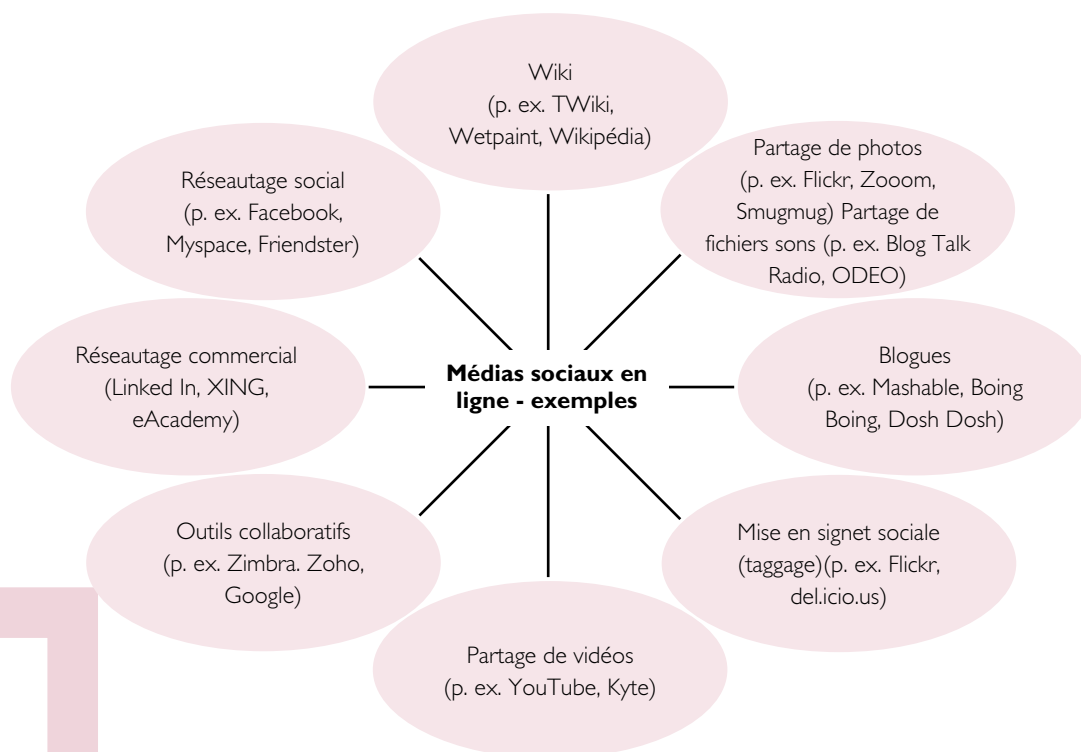 Wiki
(p. ex. TWiki,
Wetpaint, Wikipédia)
Partage de photos
(p. ex. Flickr, Zooom,
Smugmug) Partage de
fichiers sons (p. ex. Blog Talk
Radio, ODEO)
Réseautage social
(p. ex. Facebook,
Myspace, Friendster)
Réseautage commercial
(Linked In, XING,
eAcademy)
Médias sociaux en
ligne - exemples
Blogues
(p. ex. Mashable, Boing
Boing, Dosh Dosh)
Outils collaboratifs
(p. ex. Zimbra. Zoho,
Google)
Mise en signet sociale
(taggage)(p. ex. Flickr,
del.icio.us)
Partage de vidéos
(p. ex. YouTube, Kyte)